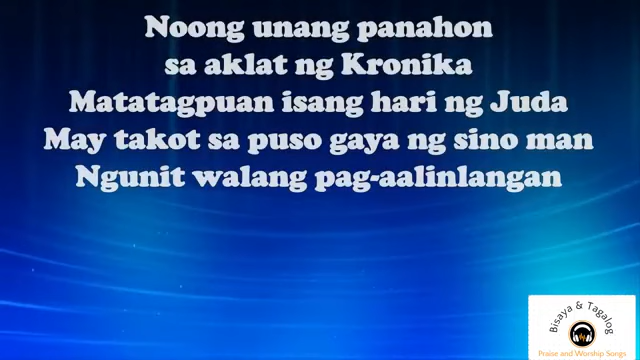 Noong unang panahon
sa aklat ng Kronika
Matatagpuan isang hari ng Juda
May takot sa puso gaya ng sino man
Ngunit walang pag-aalinlangan
Bisaya & Tagalog
Praise and Worship Songs